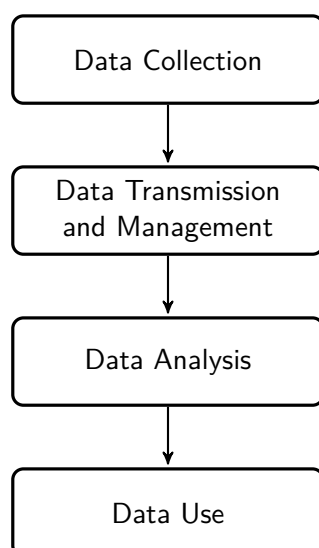 Data Collection
Data Transmission
and Management
Data Analysis
Data Use